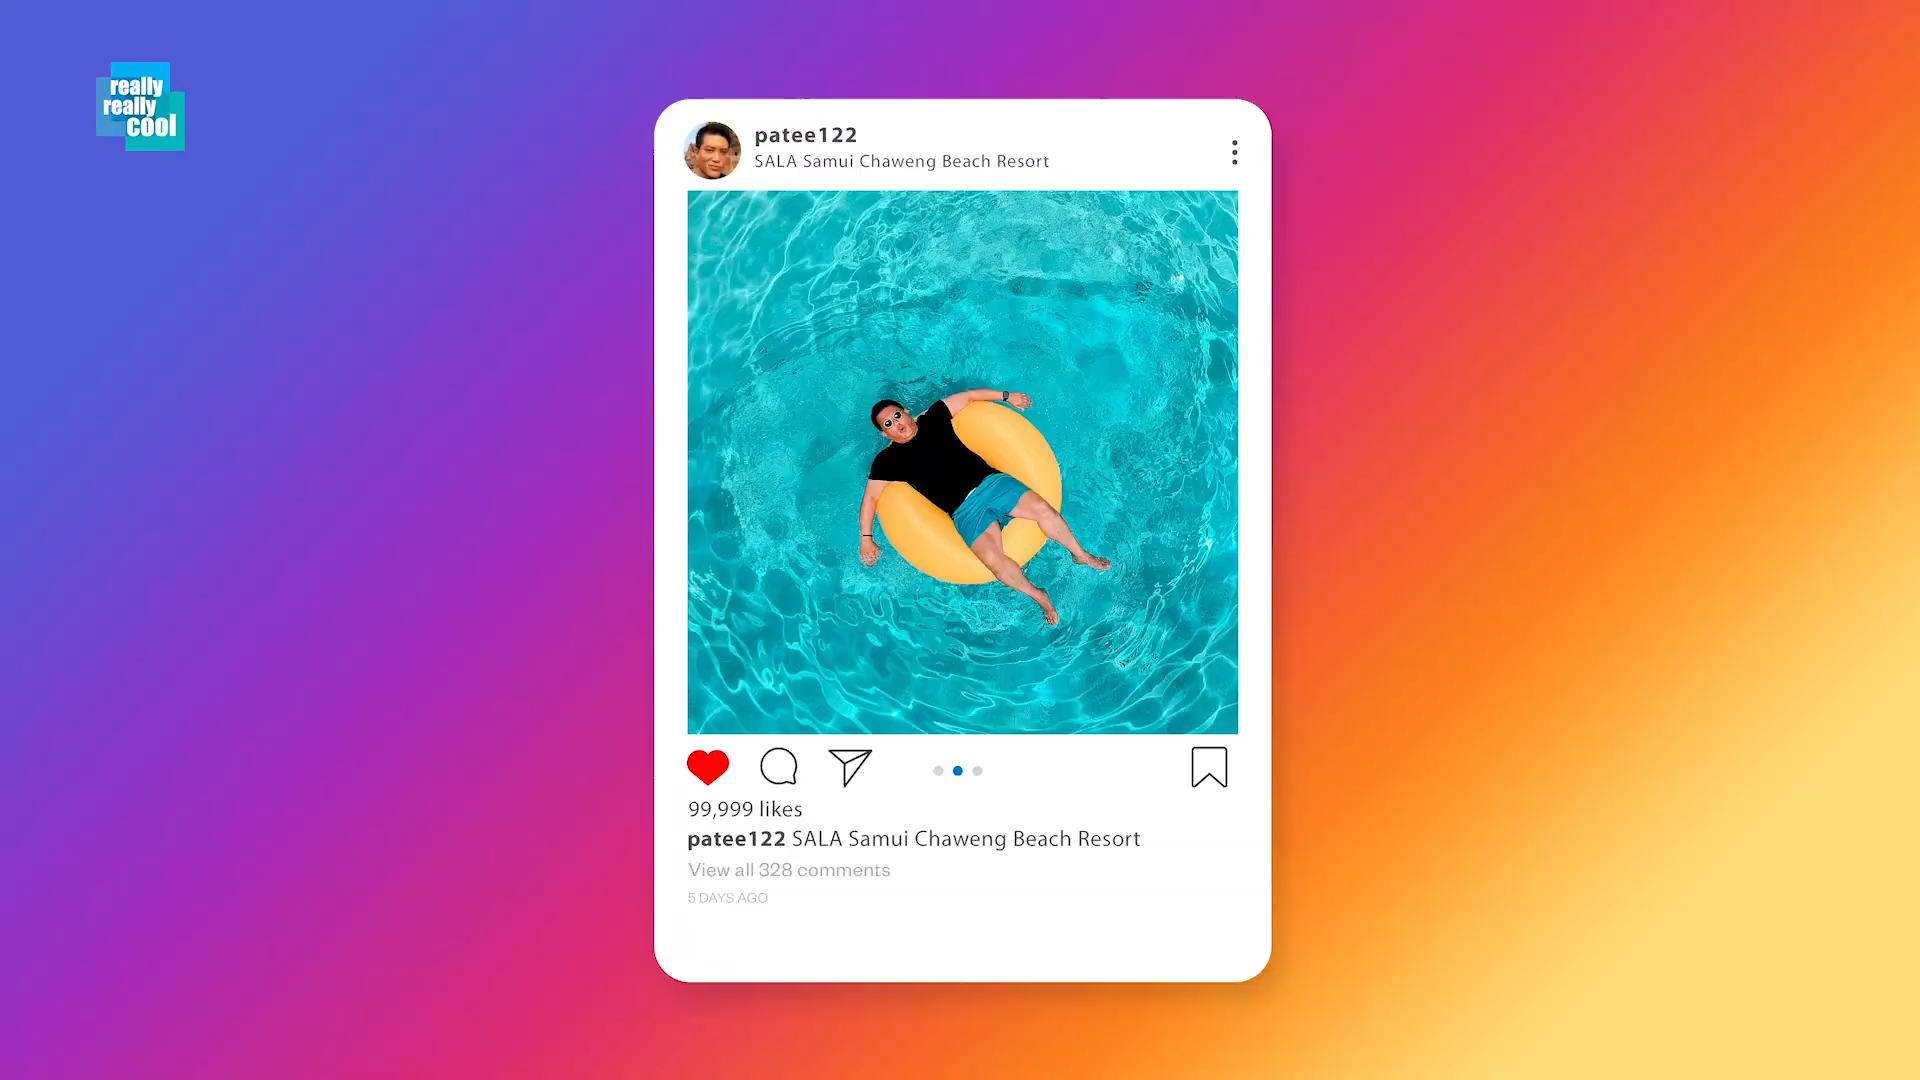 really
really
cool
patee122
SALA Samui Chaweng Beach Resort
99,999 likes
patee122 SALA Samui Chaweng Beach Resort
View all 328 comments
5 DAYS AGO